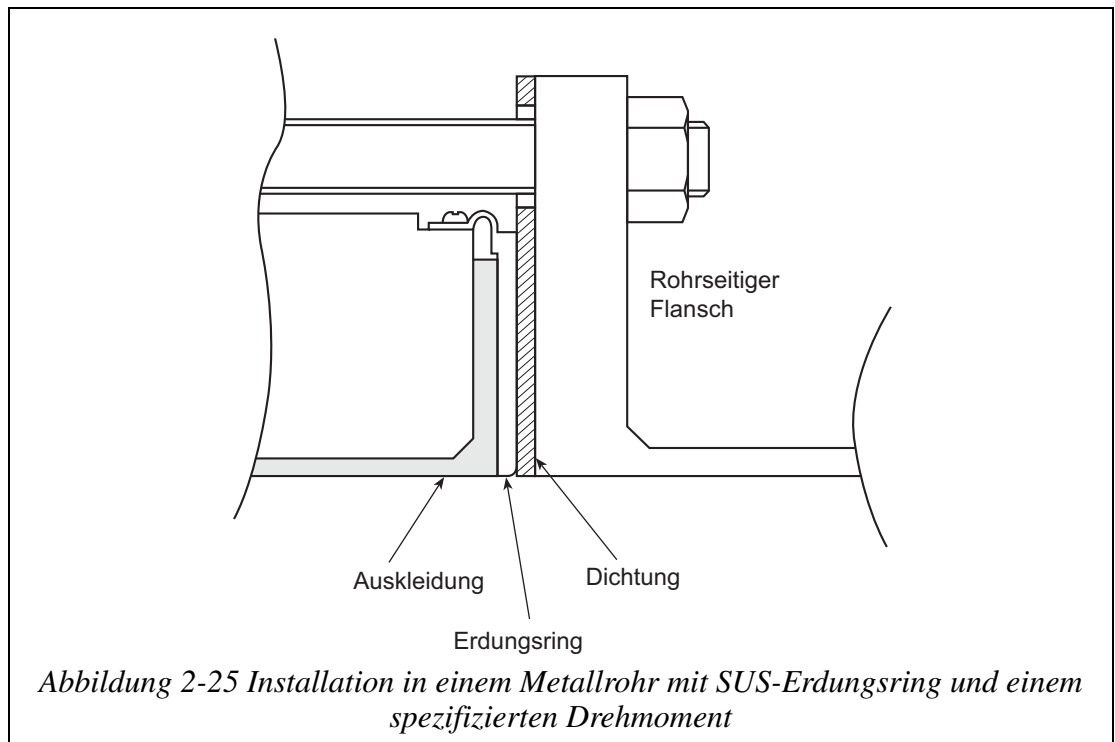 Rohrseitiger
Flansch
Auskleidung
Dichtung
Erdungsring
Abbildung 2-25 Installation in einem Metallrohr mit SUS-Erdungsring und einem
spezifizierten Drehmoment